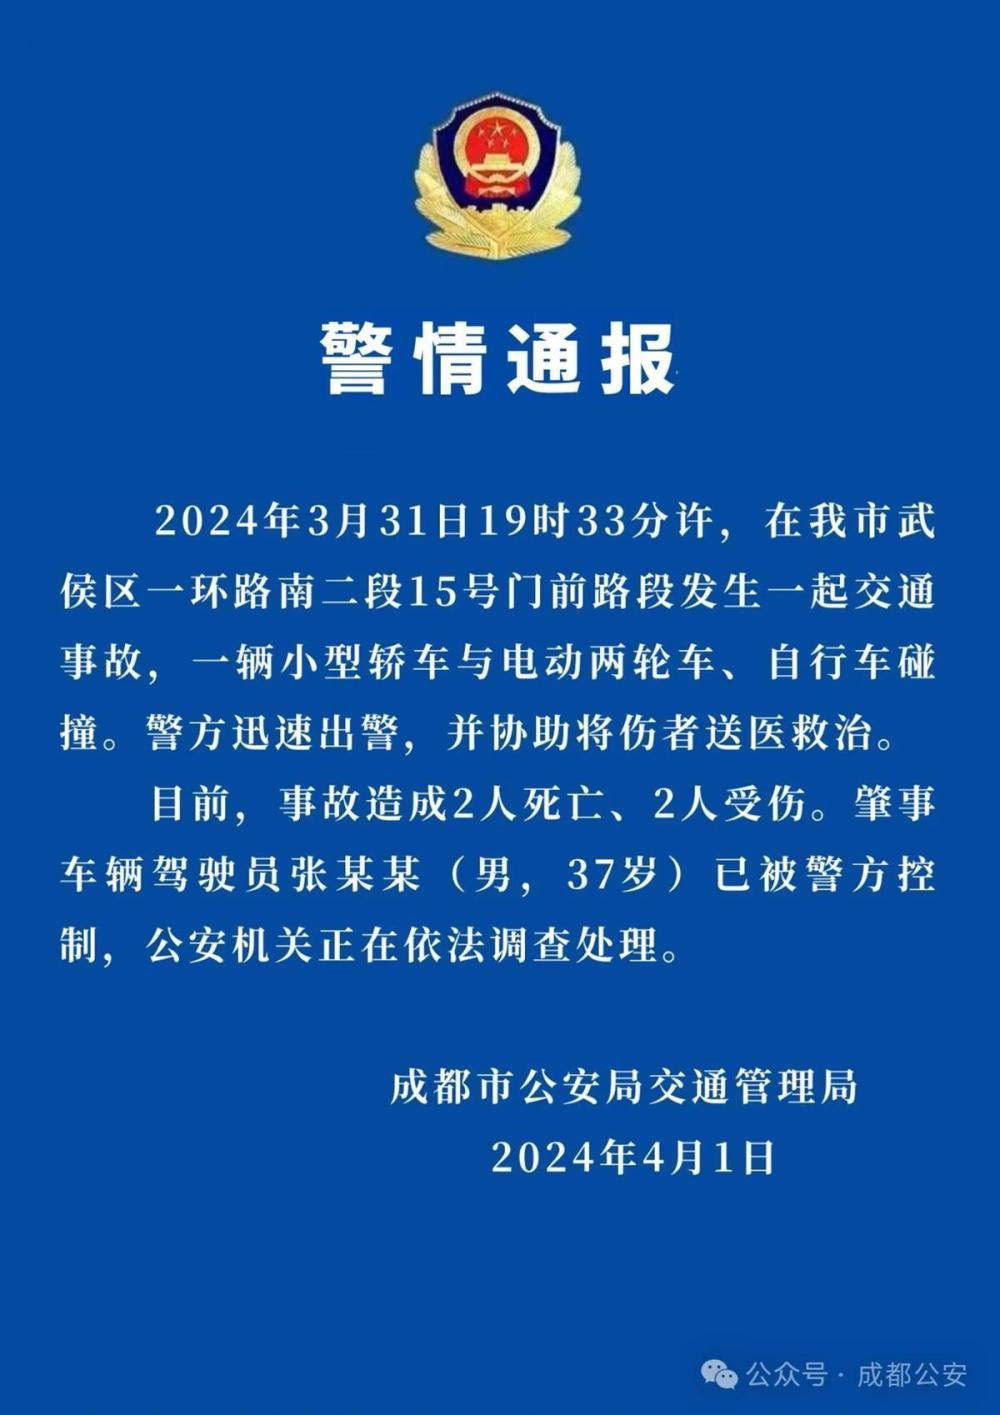 警情通报
2024年3月31日19时33分许，在我市武
侯区一环路南二段15号门前路段发生一起交通
事故，一辆小型轿车与电动两轮车、自行车碰
撞。警方迅速出警，并协助将伤者送医救治。
目前，事故造成2人死亡、2人受伤。肇事
车辆驾驶员张某某（男，37岁）已被警方控
制，公安机关正在依法调查处理。
成都市公安局交通管理局
2024年4月1日
公众号·成都公安